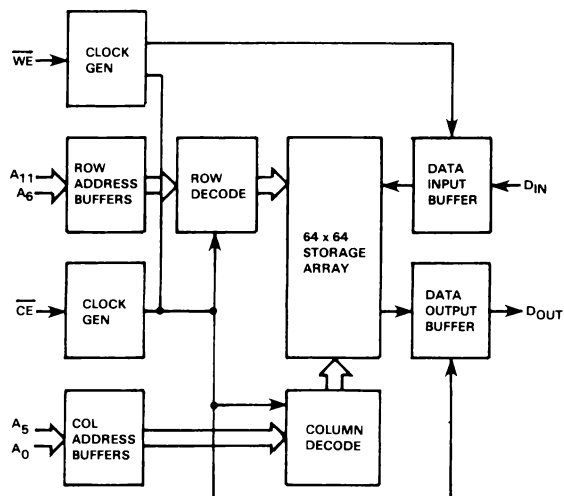 WE
CLOCK
GEN
A11
A6
ROW
ADDRESS
BUFFERS
ROW
DECODE
64 x 64
STORAGE
ARRAY
DATA
INPUT
BUFFER
DIN
CE
CLOCK
GEN
DATA
OUTPUT
BUFFER
DOUT
A5
A0
COL
ADDRESS
BUFFERS
COLUMN
DECODE